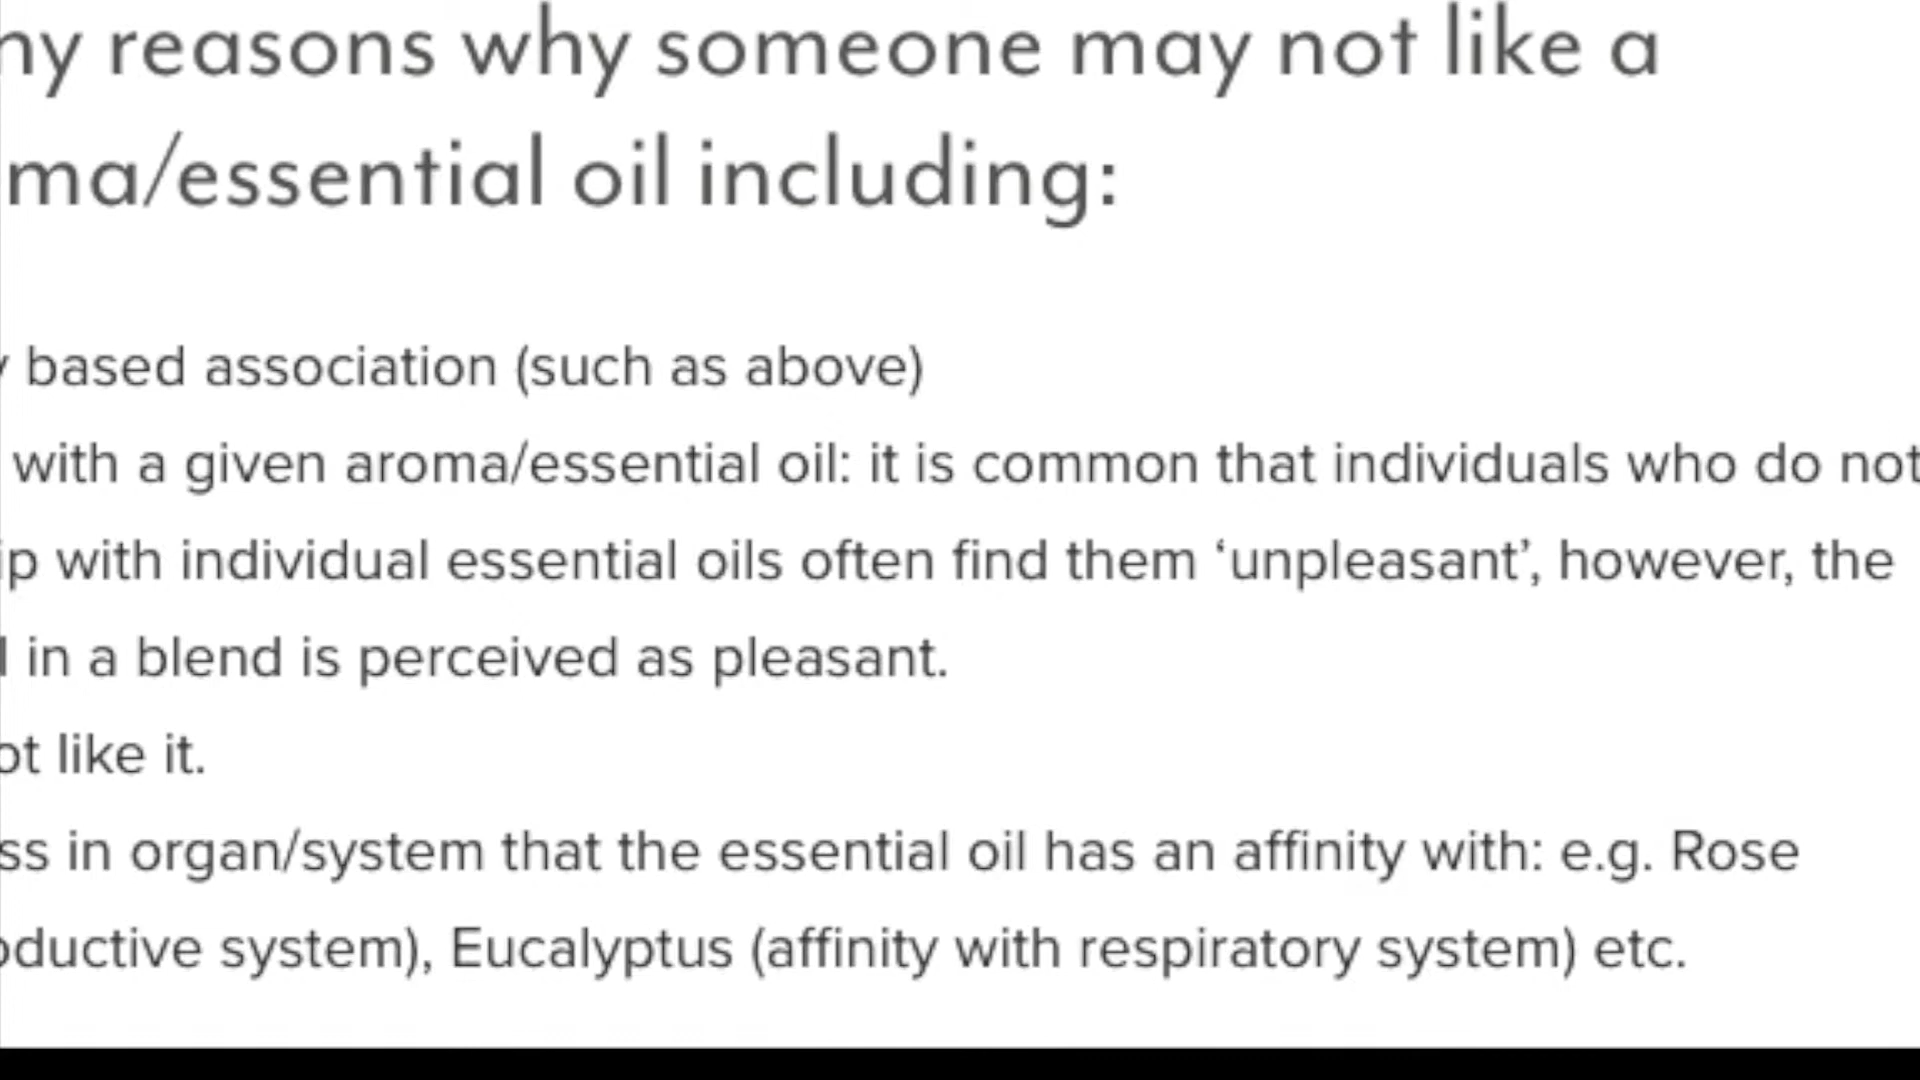 ny reasons why someone may not like a
ma/essential oil including:
based association (such as above)
with a given aroma/essential oil: it is common that individuals who do not
ip with individual essential oils often find them ‘unpleasant’, however, the
in a blend is perceived as pleasant.
ot like it.
ss in organ/system that the essential oil has an affinity with: e.g. Rose
oductive system), Eucalyptus (affinity with respiratory system) etc.